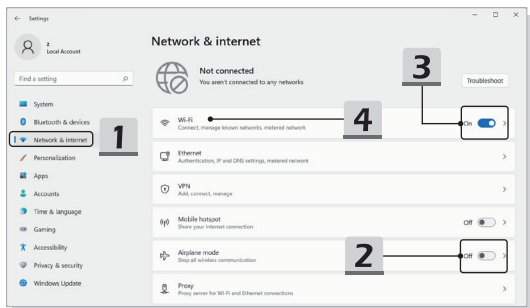 Settings
z
Local Account
Find a setting
System
Bluetooth & devices
Network & internet
Personalization
Apps
Accounts
Time & language
Gaming
Accessibility
Privacy & security
Windows Update
1
Network & internet
Not connected
You aren't connected to any networks
3
Troubleshoot
Wi-Fi
Connect, manage known networks, metered network
4
On
Ethernet
Authentication, IP and DNS settings, metered network
VPN
Add, connect, manage
Mobile hotspot
Share your internet connection
Off
Airplane mode
Stop all wireless communication
2
Off
Proxy
Proxy server for Wi-Fi and Ethernet connections